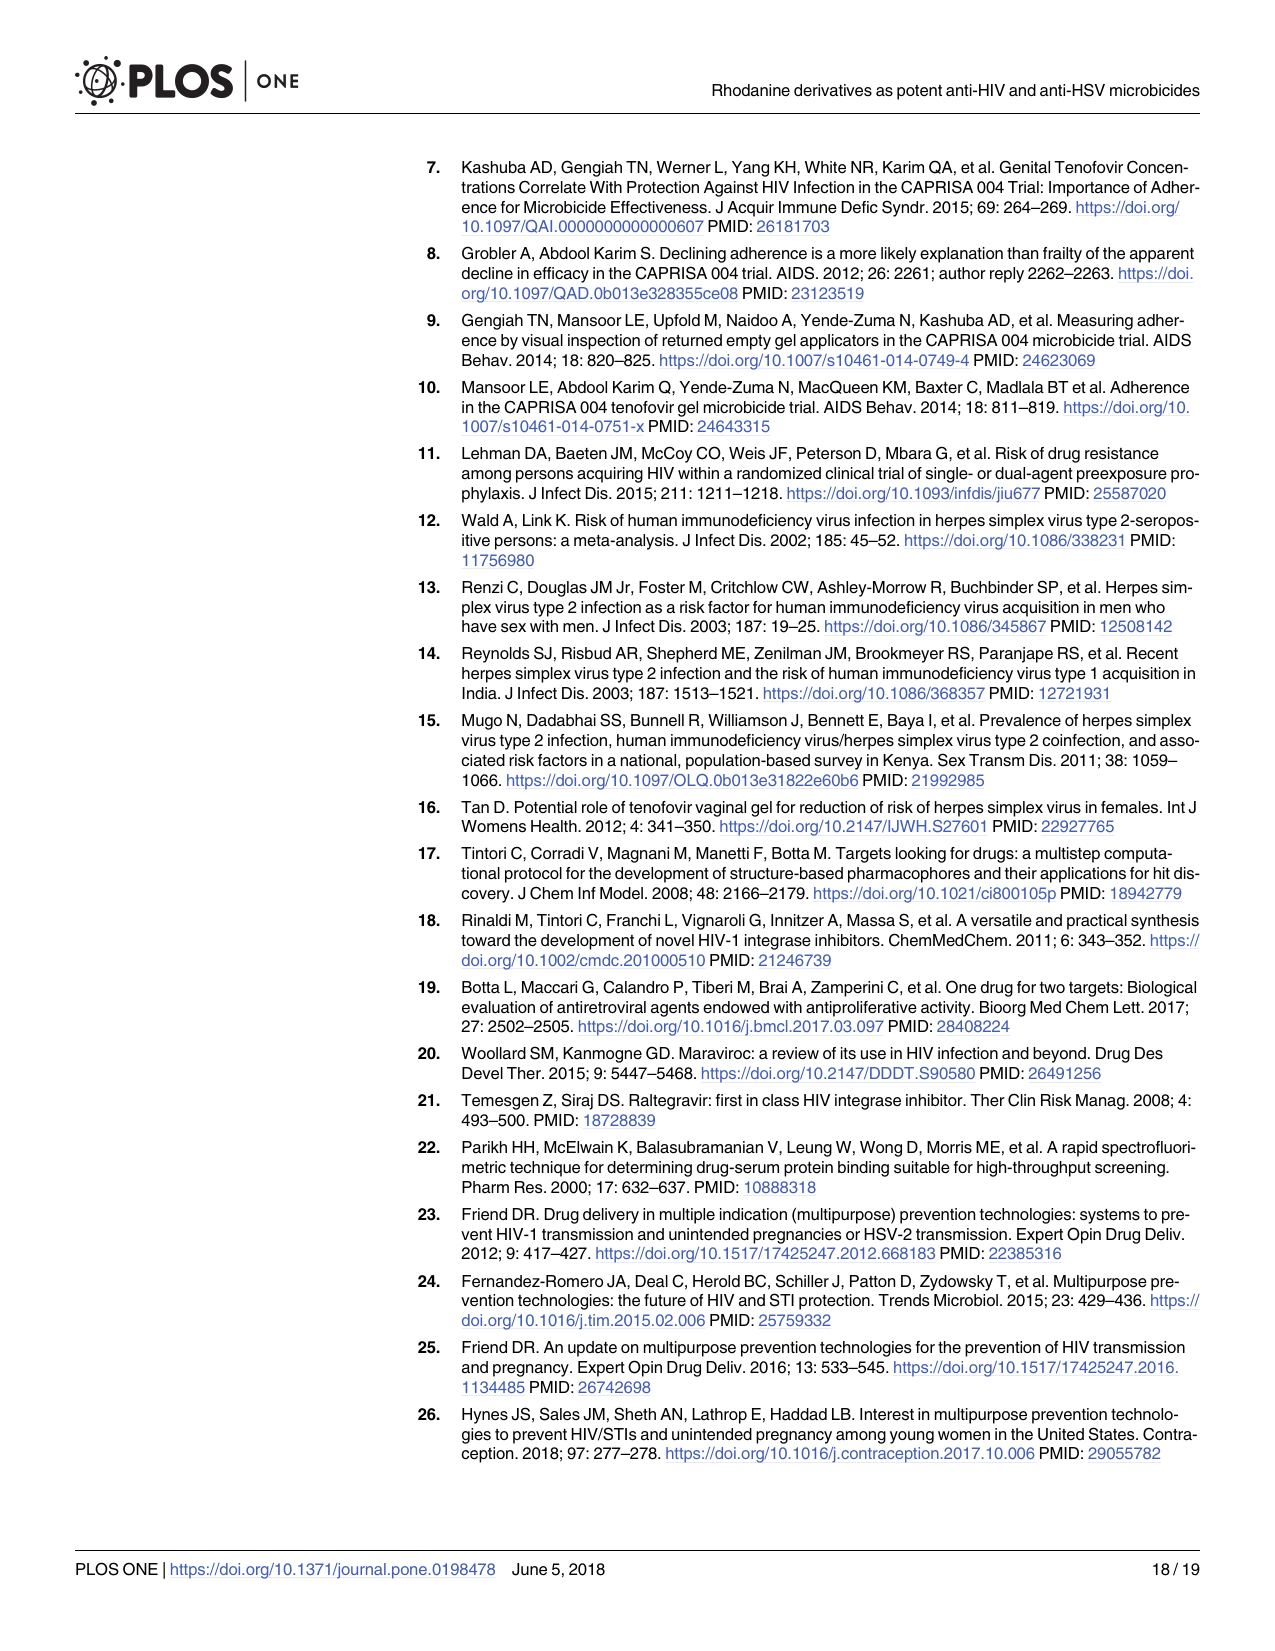 PLOS ONE
Rhodanine derivatives as potent anti-HIV and anti-HSV microbicides
7. Kashuba AD, Gengiah TN, Werner L, Yang KH, White NR, Karim QA, et al. Genital Tenofovir Concen-
trations Correlate With Protection Against HIV Infection in the CAPRISA 004 Trial: Importance of Adher-
ence for Microbicide Effectiveness. J Acquir Immune Defic Syndr. 2015; 69: 264–269. https://doi.org/
10.1097/QAI.0000000000000607 PMID: 26181703
8. Grobler A, Abdool Karim S. Declining adherence is a more likely explanation than frailty of the apparent
decline in efficacy in the CAPRISA 004 trial. AIDS. 2012; 26: 2261; author reply 2262–2263. https://doi.
org/10.1097/QAD.0b013e328355ce08 PMID: 23123519
9. Gengiah TN, Mansoor LE, Upfold M, Naidoo A, Yende-Zuma N, Kashuba AD, et al. Measuring adher-
ence by visual inspection of returned empty gel applicators in the CAPRISA 004 microbicide trial. AIDS
Behav. 2014; 18: 820–825. https://doi.org/10.1007/s10461-014-0749-4 PMID: 24623069
10. Mansoor LE, Abdool Karim Q, Yende-Zuma N, MacQueen KM, Baxter C, Madlala BT et al. Adherence
in the CAPRISA 004 tenofovir gel microbicide trial. AIDS Behav. 2014; 18: 811–819. https://doi.org/10.
1007/s10461-014-0751-x PMID: 24643315
11. Lehman DA, Baeten JM, McCoy CO, Weis JF, Peterson D, Mbara G, et al. Risk of drug resistance
among persons acquiring HIV within a randomized clinical trial of single- or dual-agent preexposure pro-
phylaxis. J Infect Dis. 2015; 211: 1211–1218. https://doi.org/10.1093/infdis/jiu677 PMID: 25587020
12. Wald A, Link K. Risk of human immunodeficiency virus infection in herpes simplex virus type 2-seropos-
itive persons: a meta-analysis. J Infect Dis. 2002; 185: 45–52. https://doi.org/10.1086/338231 PMID:
11756980
13. Renzi C, Douglas JM Jr, Foster M, Critchlow CW, Ashley-Morrow R, Buchbinder SP, et al. Herpes sim-
plex virus type 2 infection as a risk factor for human immunodeficiency virus acquisition in men who
have sex with men. J Infect Dis. 2003; 187: 19–25. https://doi.org/10.1086/345867 PMID: 12508142
14. Reynolds SJ, Risbud AR, Shepherd ME, Zenilman JM, Brookmeyer RS, Paranjape RS, et al. Recent
herpes simplex virus type 2 infection and the risk of human immunodeficiency virus type 1 acquisition in
India. J Infect Dis. 2003; 187: 1513–1521. https://doi.org/10.1086/368357 PMID: 12721931
15. Mugo N, Dadabhai SS, Bunnell R, Williamson J, Bennett E, Baya I, et al. Prevalence of herpes simplex
virus type 2 infection, human immunodeficiency virus/herpes simplex virus type 2 coinfection, and asso-
ciated risk factors in a national, population-based survey in Kenya. Sex Transm Dis. 2011; 38: 1059–
1066. https://doi.org/10.1097/OLQ.0b013e31822e60b6 PMID: 21992985
16. Tan D. Potential role of tenofovir vaginal gel for reduction of risk of herpes simplex virus in females. Int J
Womens Health. 2012; 4: 341–350. https://doi.org/10.2147/IJWH.S27601 PMID: 22927765
17. Tintori C, Corradi V, Magnani M, Manetti F, Botta M. Targets looking for drugs: a multistep computa-
tional protocol for the development of structure-based pharmacophores and their applications for hit dis-
covery. J Chem Inf Model. 2008; 48: 2166–2179. https://doi.org/10.1021/ci800105p PMID: 18942779
18. Rinaldi M, Tintori C, Franchi L, Vignaroli G, Innitzer A, Massa S, et al. A versatile and practical synthesis
toward the development of novel HIV-1 integrase inhibitors. ChemMedChem. 2011; 6: 343–352. https://
doi.org/10.1002/cmdc.201000510 PMID: 21246739
19. Botta L, Maccari G, Calandro P, Tiberi M, Brai A, Zamperini C, et al. One drug for two targets: Biological
evaluation of antiretroviral agents endowed with antiproliferative activity. Bioorg Med Chem Lett. 2017;
27: 2502–2505. https://doi.org/10.1016/j.bmcl.2017.03.097 PMID: 28408224
20. Woollard SM, Kanmogne GD. Maraviroc: a review of its use in HIV infection and beyond. Drug Des
Devel Ther. 2015; 9: 5447–5468. https://doi.org/10.2147/DDDT.S90580 PMID: 26491256
21. Temesgen Z, Siraj DS. Raltegravir: first in class HIV integrase inhibitor. Ther Clin Risk Manag. 2008; 4:
493–500. PMID: 18728839
22. Parikh HH, McElwain K, Balasubramanian V, Leung W, Wong D, Morris ME, et al. A rapid spectrofluori-
metric technique for determining drug-serum protein binding suitable for high-throughput screening.
Pharm Res. 2000; 17: 632–637. PMID: 10888318
23. Friend DR. Drug delivery in multiple indication (multipurpose) prevention technologies: systems to pre-
vent HIV-1 transmission and unintended pregnancies or HSV-2 transmission. Expert Opin Drug Deliv.
2012; 9: 417–427. https://doi.org/10.1517/17425247.2012.668183 PMID: 22385316
24. Fernandez-Romero JA, Deal C, Herold BC, Schiller J, Patton D, Zydowsky T, et al. Multipurpose pre-
vention technologies: the future of HIV and STI protection. Trends Microbiol. 2015; 23: 429–436. https://
doi.org/10.1016/j.tim.2015.02.006 PMID: 25759332
25. Friend DR. An update on multipurpose prevention technologies for the prevention of HIV transmission
and pregnancy. Expert Opin Drug Deliv. 2016; 13: 533–545. https://doi.org/10.1517/17425247.2016.
1134485 PMID: 26742698
26. Hynes JS, Sales JM, Sheth AN, Lathrop E, Haddad LB. Interest in multipurpose prevention technolo-
gies to prevent HIV/STIs and unintended pregnancy among young women in the United States. Contra-
ception. 2018; 97: 277–278. https://doi.org/10.1016/j.contraception.2017.10.006 PMID: 29055782
PLOS ONE | https://doi.org/10.1371/journal.pone.0198478 June 5, 2018
18 / 19